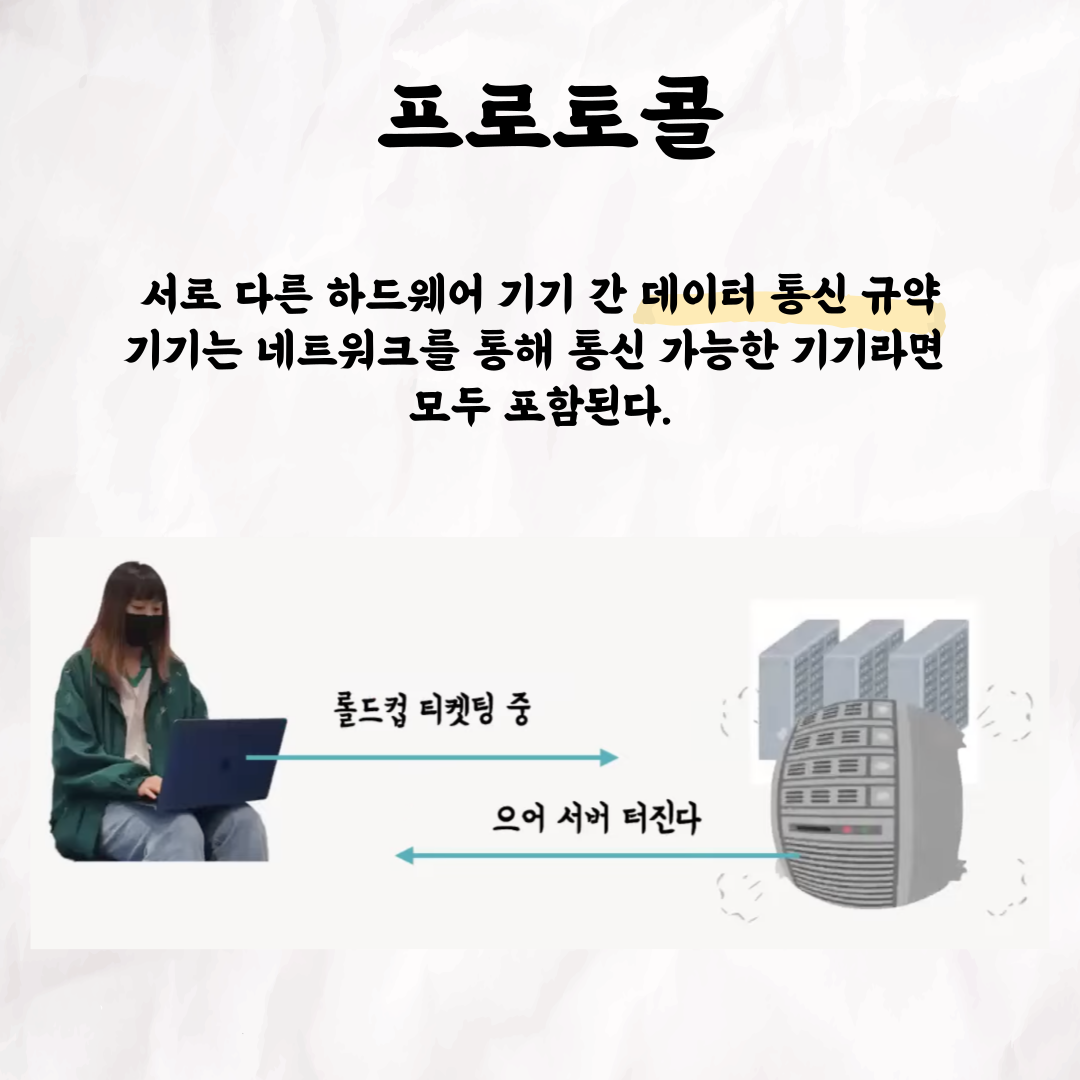 프로토콜
서로 다른 하드웨어 기기 간 데이터 통신 규약
기기는 네트워크를 통해 통신 가능한 기기라면
모두 포함된다.
롤드컵 티켓팅 중
으어 서버 터진다